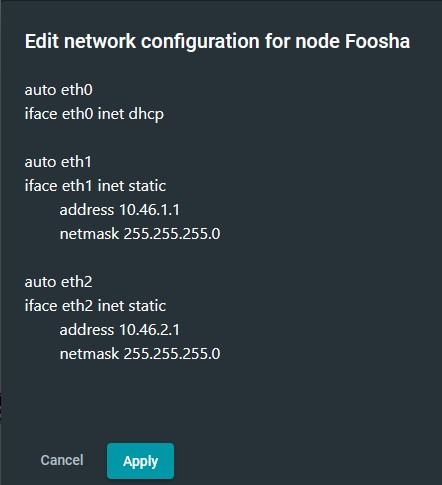 Edit network configuration for node Foosha
auto eth0
iface eth0 inet dhcp
auto eth1
iface eth1 inet static
address 10.46.1.1
netmask 255.255.255.0
auto eth2
iface eth2 inet static
address 10.46.2.1
netmask 255.255.255.0
Cancel
Apply